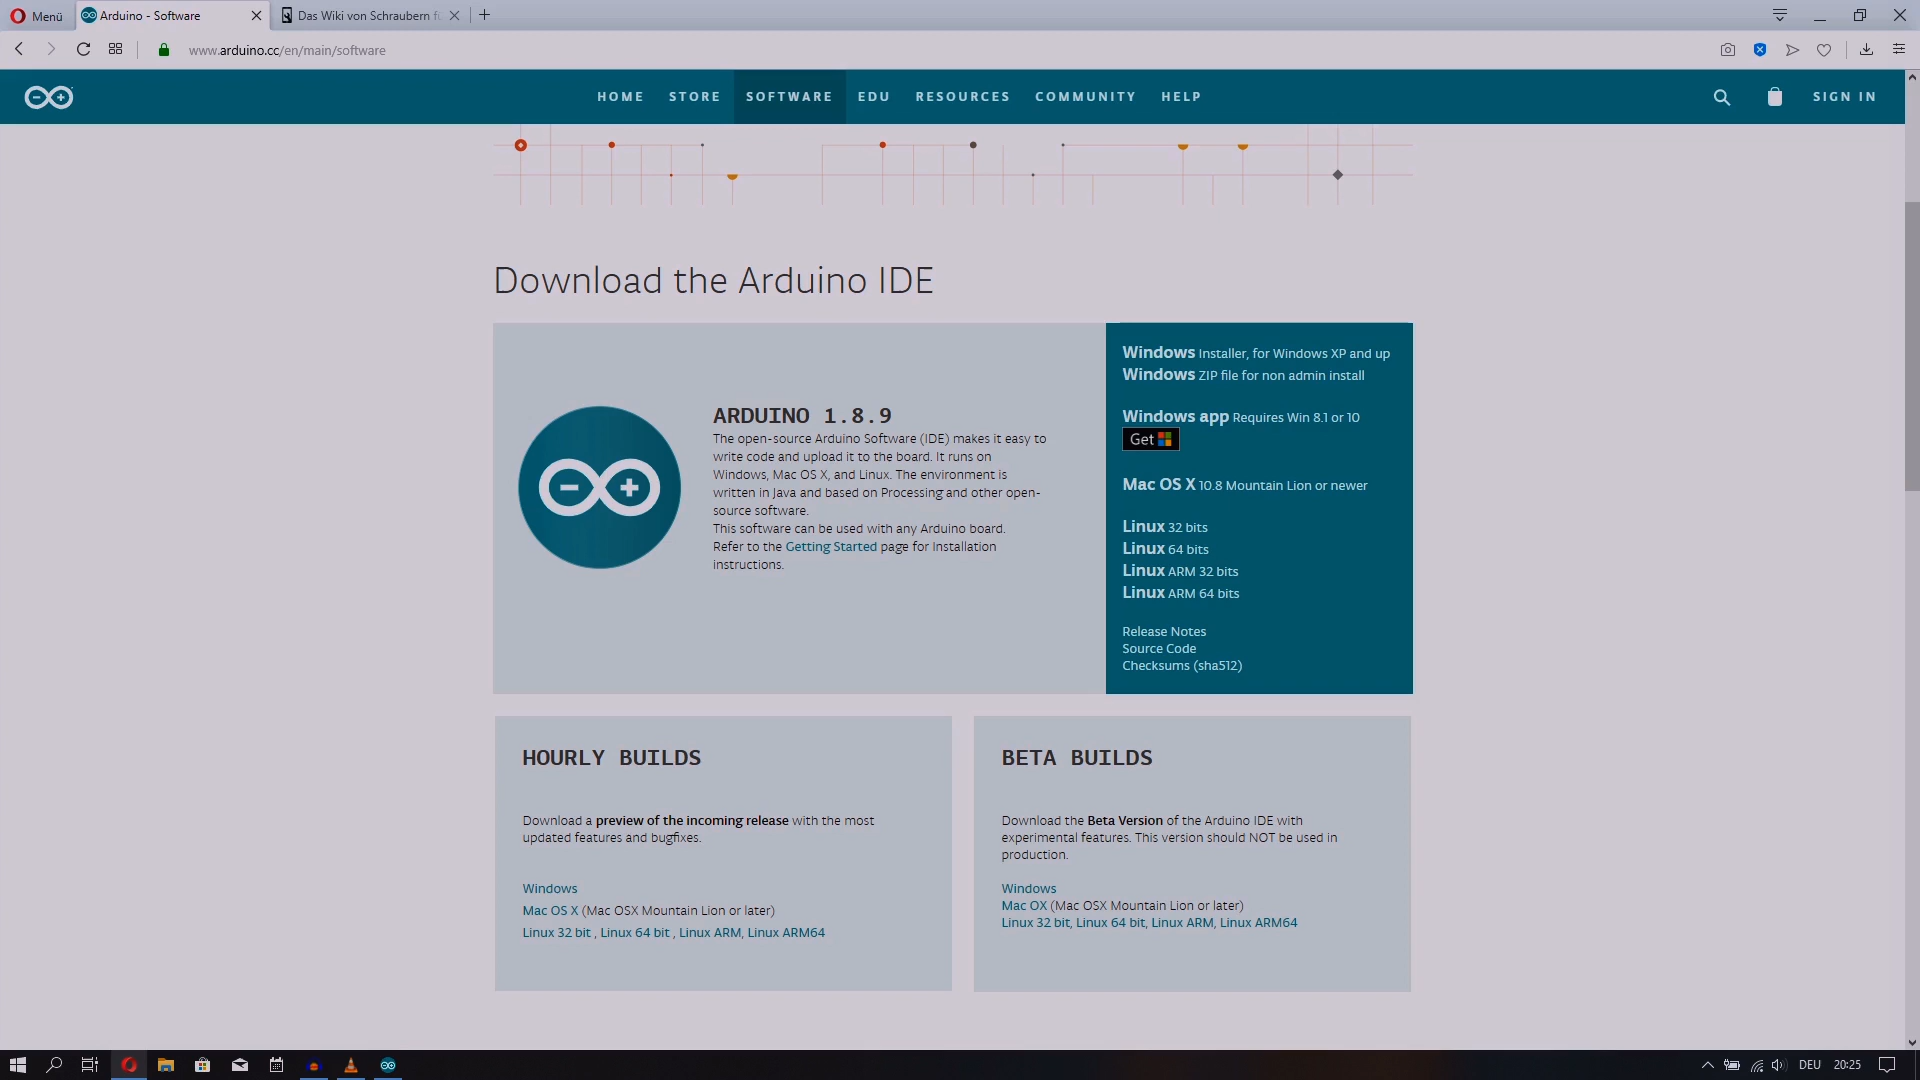 Menü
Arduino - Software
Das Wiki von Schraubern fü
www.arduino.cc/en/main/software
HOME STORE SOFTWARE EDU RESOURCES COMMUNITY HELP
SIGN IN
Download the Arduino IDE
ARDUINO 1.8.9
The open-source Arduino Software (IDE) makes it easy to
write code and upload it to the board. It runs on
Windows, Mac OS X, and Linux. The environment is
written in Java and based on Processing and other open-
source software.
This software can be used with any Arduino board.
Refer to the Getting Started page for Installation
instructions.
Windows Installer, for Windows XP and up
Windows ZIP file for non admin install
Windows app Requires Win 8.1 or 10
Get
Mac OS X 10.8 Mountain Lion or newer
Linux 32 bits
Linux 64 bits
Linux ARM 32 bits
Linux ARM 64 bits
Release Notes
Source Code
Checksums (sha512)
HOURLY BUILDS
Download a preview of the incoming release with the most
updated features and bugfixes.
Windows
Mac OS X (Mac OSX Mountain Lion or later)
Linux 32 bit , Linux 64 bit , Linux ARM, Linux ARM64
BETA BUILDS
Download the Beta Version of the Arduino IDE with
experimental features. This version should NOT be used in
production.
Windows
Mac OX (Mac OSX Mountain Lion or later)
Linux 32 bit, Linux 64 bit, Linux ARM, Linux ARM64
DEU 20:25